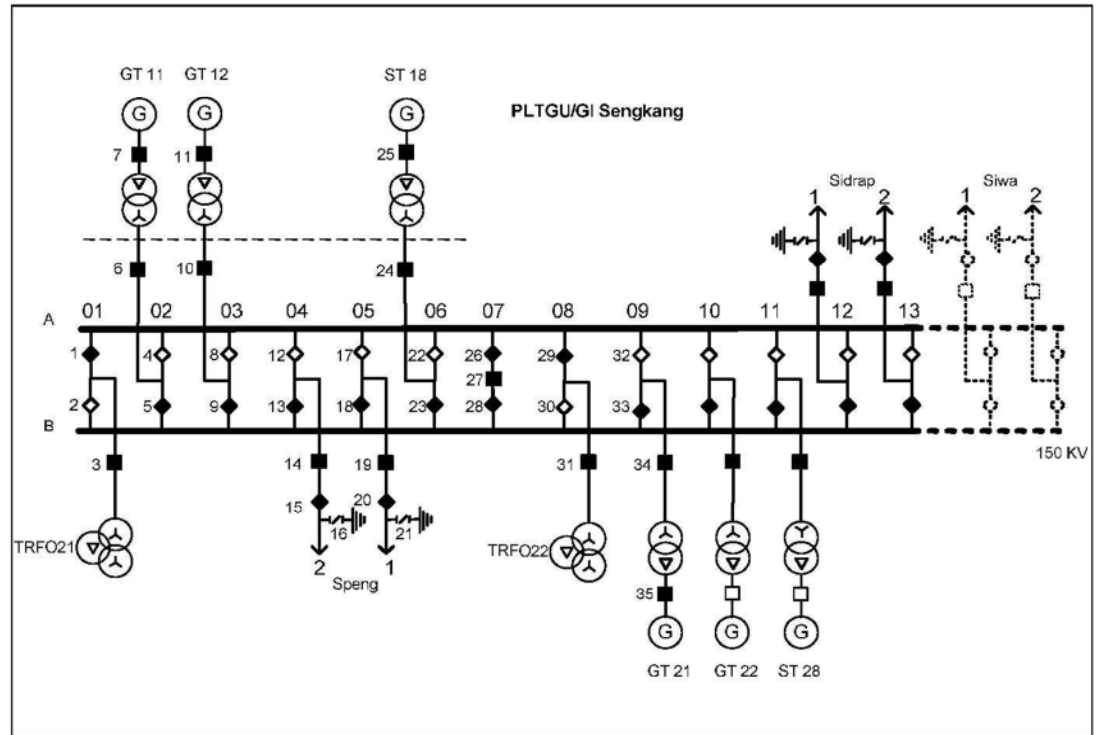 GT 11 GT 12 ST 18
PLTGU/GI Sengkang
G G G
7 11 25
Sidrap Siwa
1 2 1 2
6 10 24
A 01 02 03 04 05 06 07 08 09 10 11 12 13
1 4 8 12 17 22 26 29 32
27
2 5 9 13 18 23 28 30 33
B
150 KV
3 14 19 31 34
15 20
16 21
TRFO21 TRFO22
2 1
Speng
35
G G G
GT 21 GT 22 ST 28